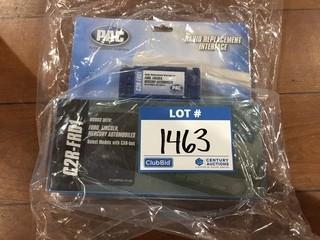 PAC
RADIO REPLACEMENT
INTERFACE
PAC
C2R-FRD1
WORKS WITH:
FORD, LINCOLN,
MERCURY AUTOMOBILES
Select Models with CAN-bus
LOT #
1463
ClubBid
CENTURY
AUCTIONS